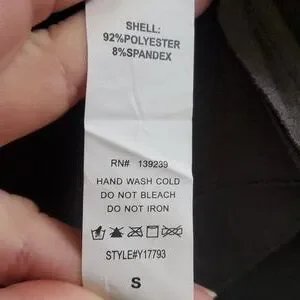 SHELL:
92%POLYESTER
8%SPANDEX
RN# 139239
HAND WASH COLD
DO NOT BLEACH
DO NOT IRON
STYLE#Y17793
S